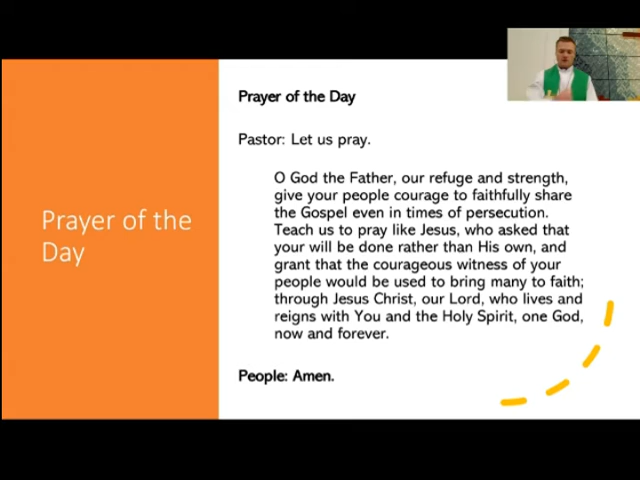 Prayer of the
Day
Prayer of the Day
Pastor: Let us pray.
O God the Father, our refuge and strength,
give your people courage to faithfully share
the Gospel even in times of persecution.
Teach us to pray like Jesus, who asked that
your will be done rather than His own, and
grant that the courageous witness of your
people would be used to bring many to faith;
through Jesus Christ, our Lord, who lives and
reigns with You and the Holy Spirit, one God,
now and forever.
People: Amen.